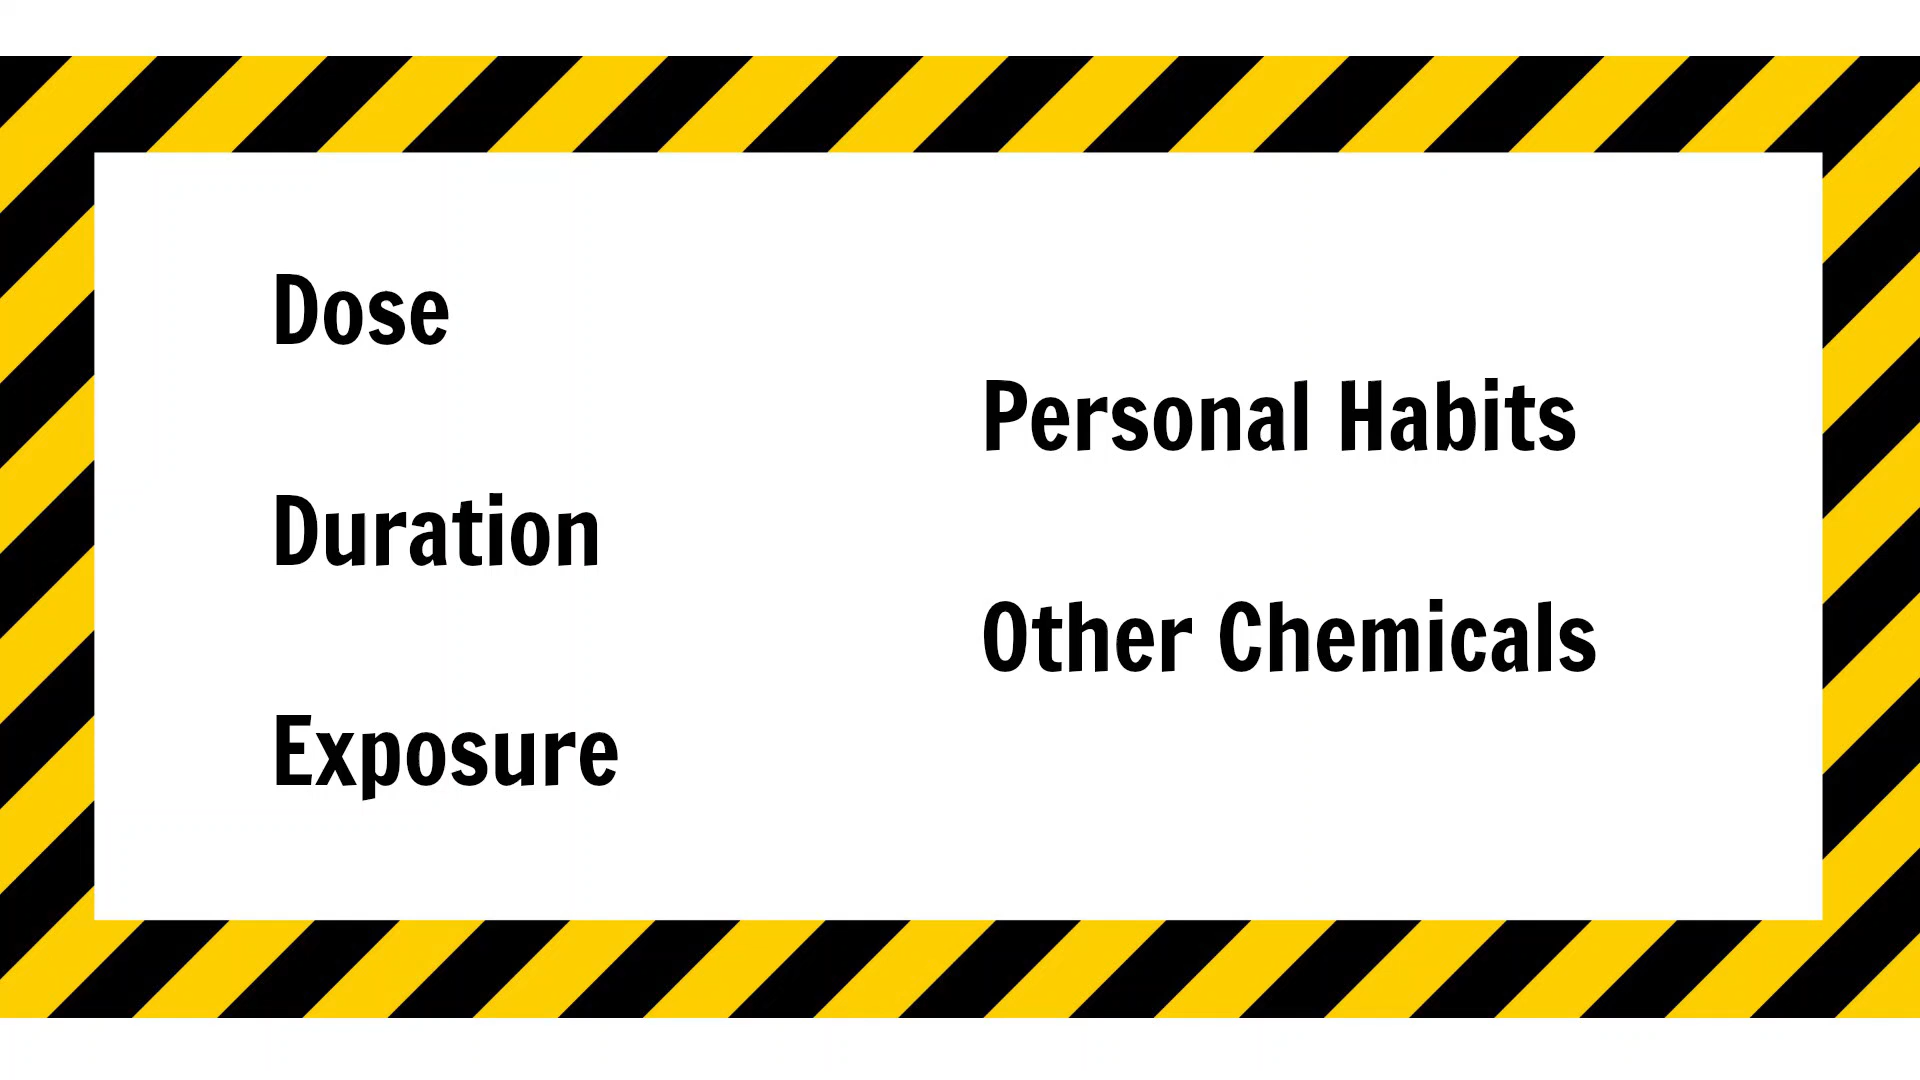 Dose
Duration
Exposure
Personal Habits
Other Chemicals